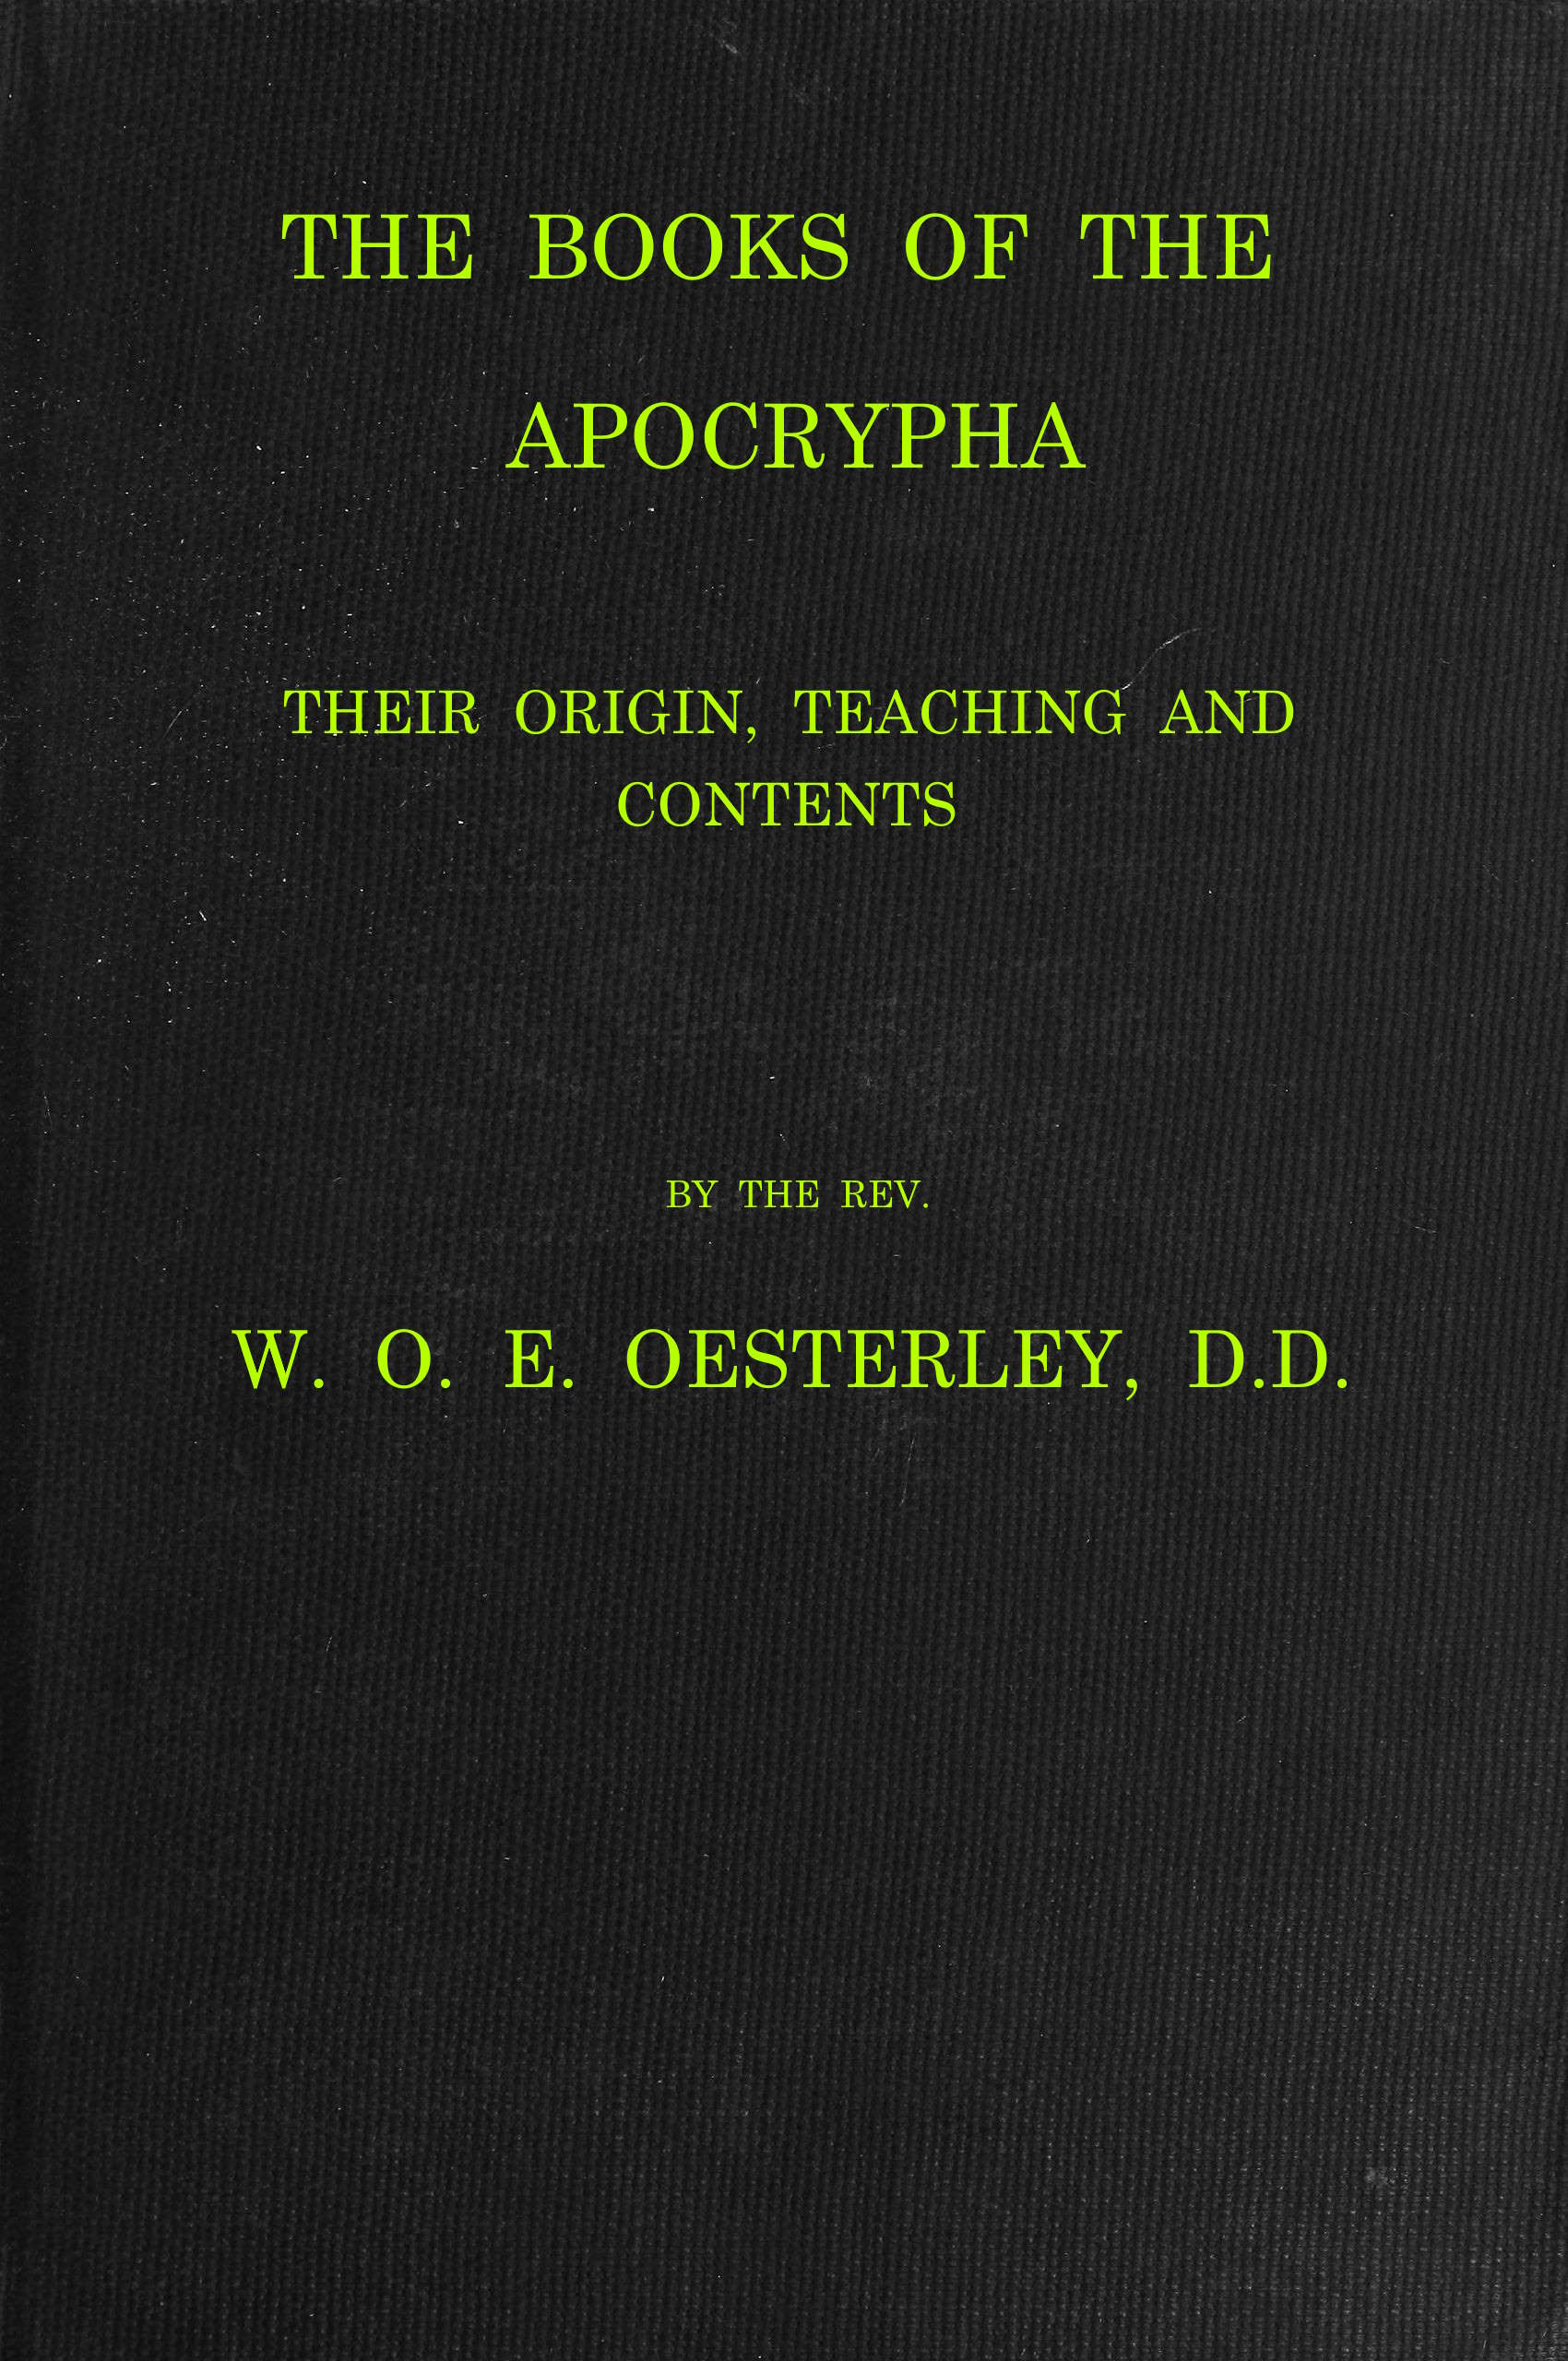 THE BOOKS OF THE
APOCRYPHA
THEIR ORIGIN, TEACHING AND
CONTENTS
BY THE REV.
W. O. E. OESTERLEY, D.D.